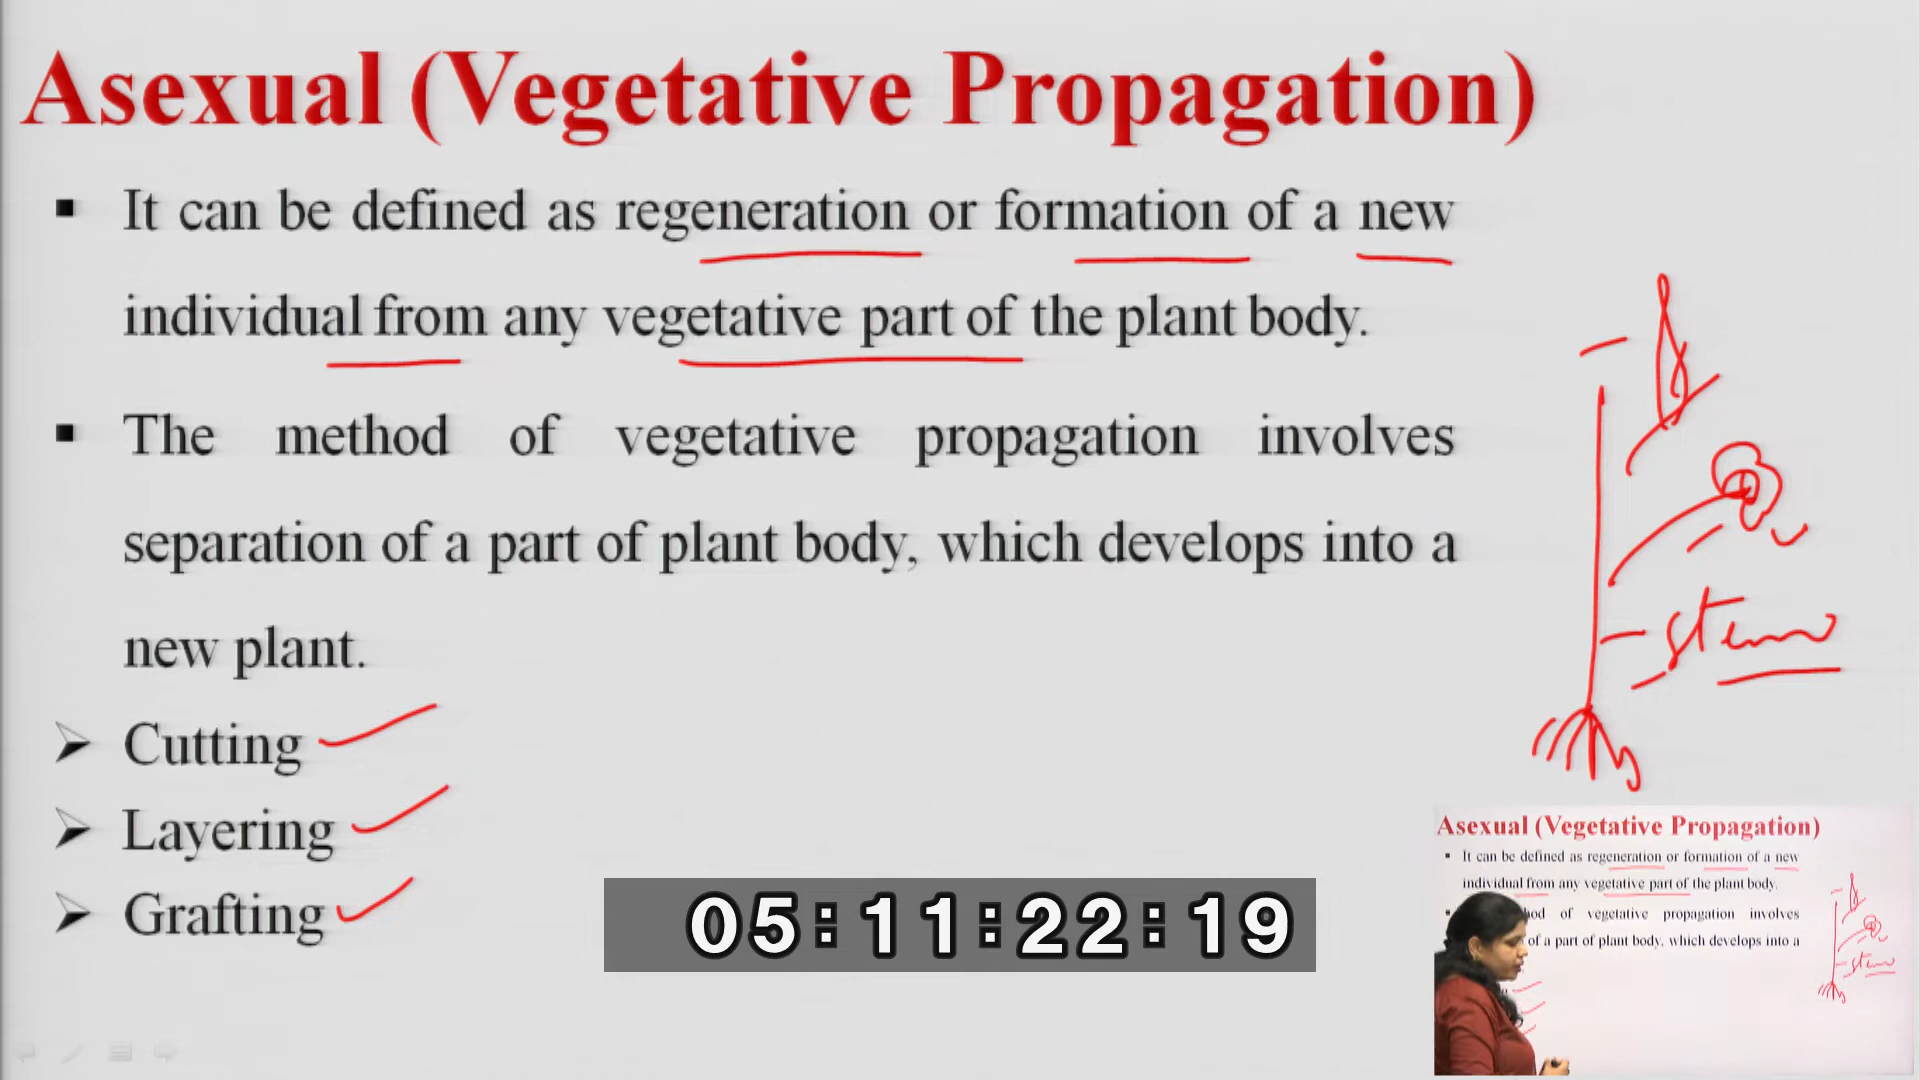 Asexual (Vegetative Propagation)
▪ It can be defined as regeneration or formation of a new
individual from any vegetative part of the plant body.
▪ The method of vegetative propagation involves
separation of a part of plant body, which develops into a
new plant.
➢ Cutting
➢ Layering
➢ Grafting
stem
05:11:22:19
Asexual (Vegetative Propagation)
▪ It can be defined as regeneration or formation of a new
individual from any vegetative part of the plant body.
of vegetative propagation involves
of a part of plant body, which develops into a
stem